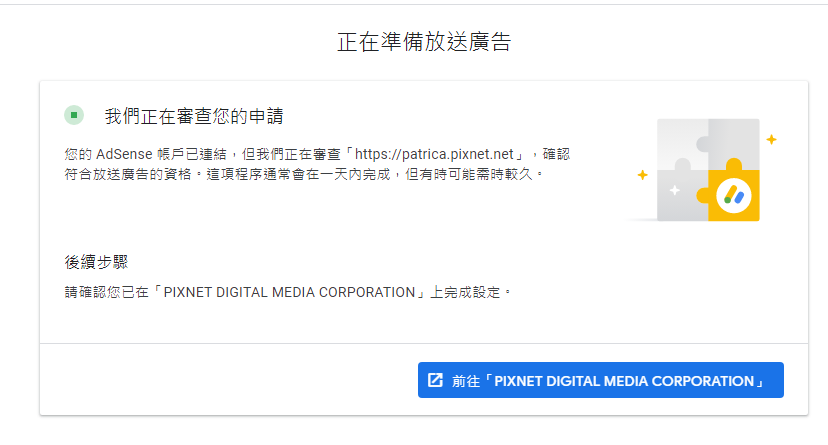 正在準備放送廣告
我們正在審查您的申請
您的 AdSense 帳戶已連結，但我們正在審查「https://patrica.pixnet.net」，確認
符合放送廣告的資格。這項程序通常會在一天內完成，但有時可能需時較久。
後續步驟
請確認您已在「PIXNET DIGITAL MEDIA CORPORATION」上完成設定。
前往「PIXNET DIGITAL MEDIA CORPORATION」